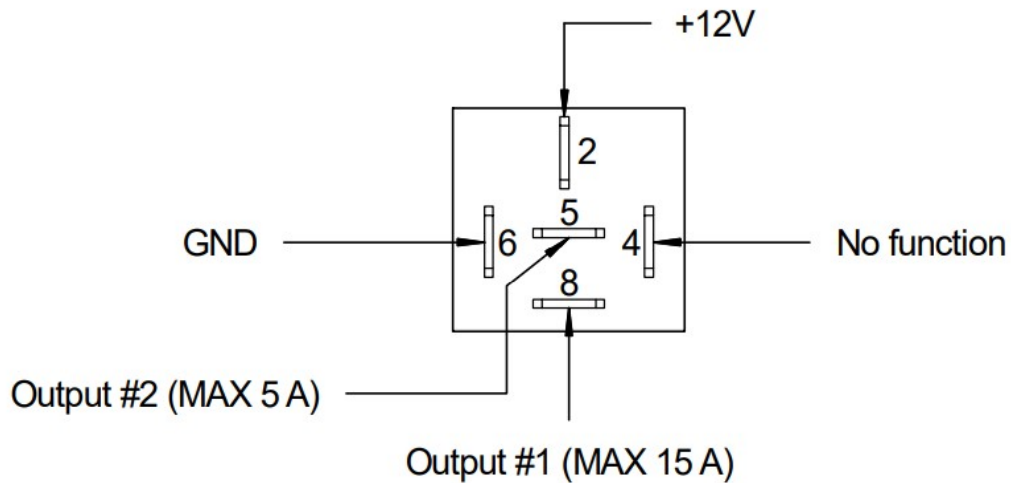 +12V
2
5
GND
6
4
No function
8
Output #2 (MAX 5 A)
Output #1 (MAX 15 A)